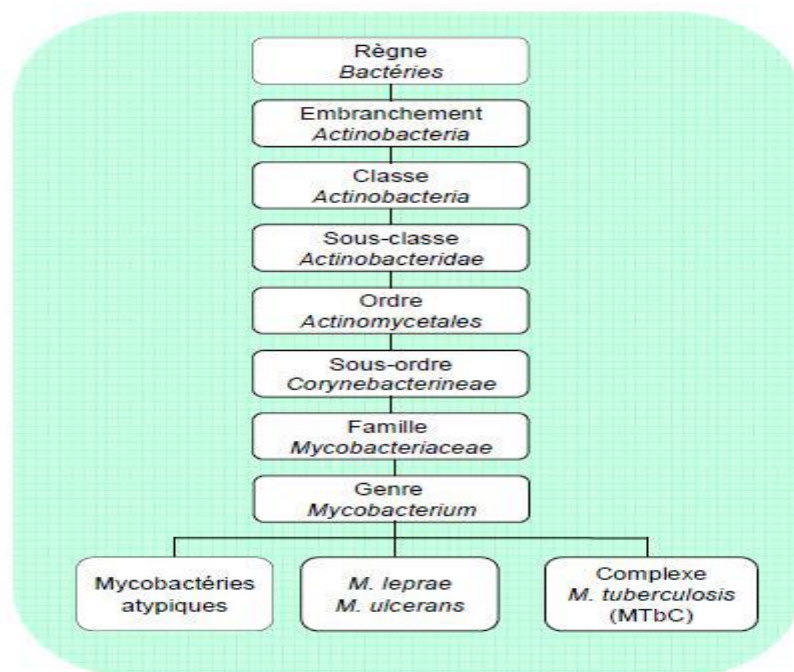 Règne
Bactéries
Embranchement
Actinobacteria
Classe
Actinobacteria
Sous-classe
Actinobacteridae
Ordre
Actinomycetales
Sous-ordre
Corynebacterineae
Famille
Mycobacteriaceae
Genre
Mycobacterium
Mycobactéries
atypiques
M. leprae
M. ulcerans
Complexe
M. tuberculosis
(MTbC)